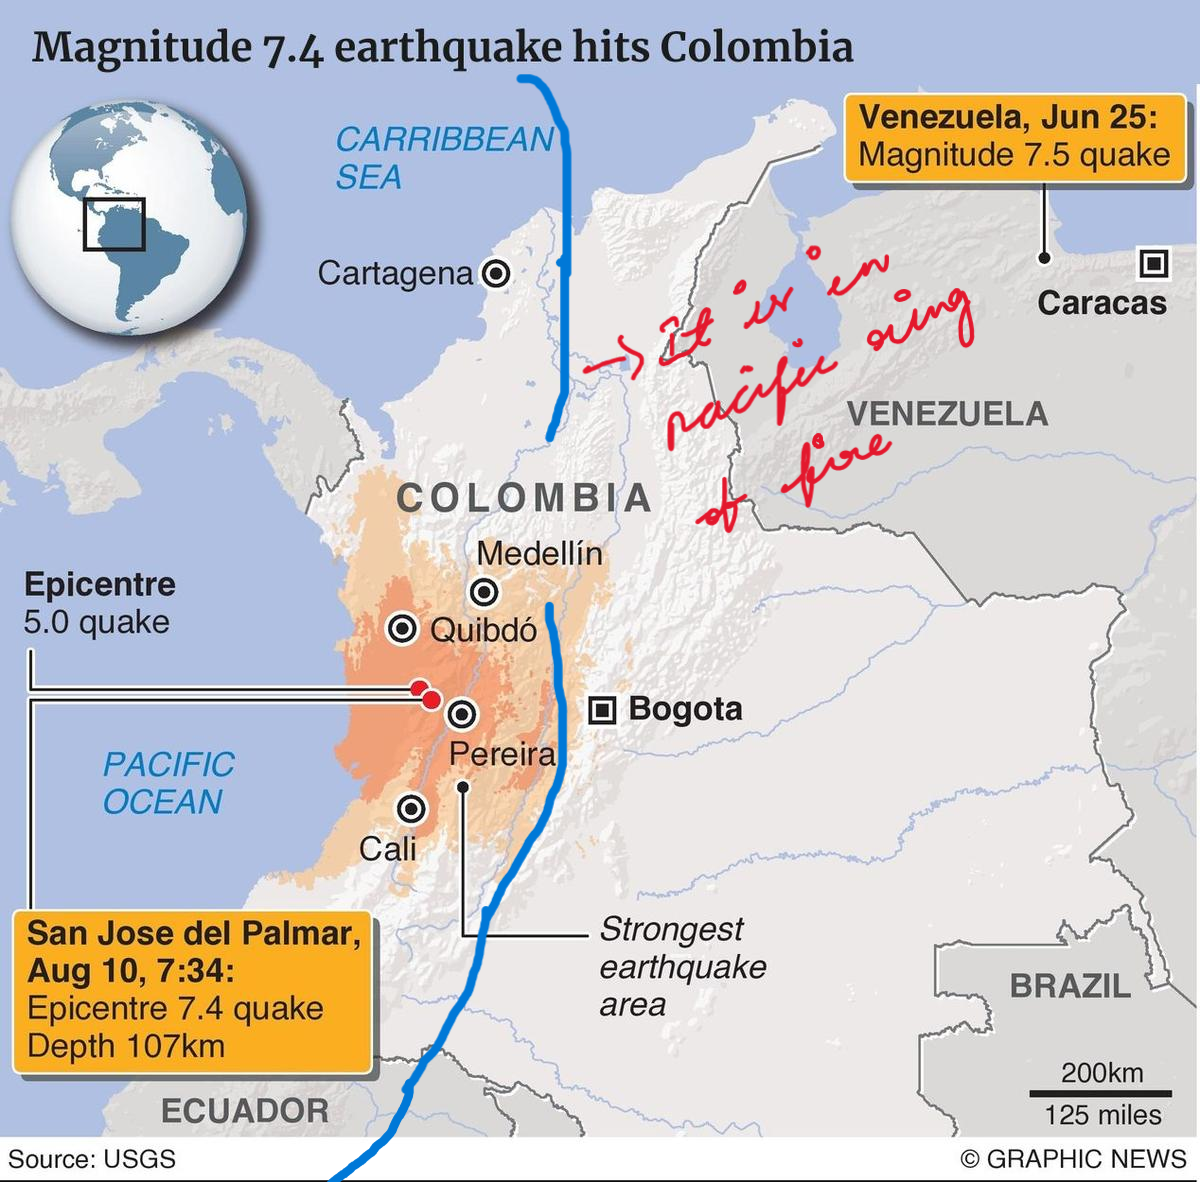 Magnitude 7.4 earthquake hits Colombia
CARRIBBEAN
SEA
Venezuela, Jun 25:
Magnitude 7.5 quake
Cartagena
Caracas
→ it is in
pacific ring
of fire
VENEZUELA
COLOMBIA
Medellín
Epicentre
5.0 quake
Quibdó
Bogota
Pereira
PACIFIC
OCEAN
Cali
San Jose del Palmar,
Aug 10, 7:34:
Epicentre 7.4 quake
Depth 107km
Strongest
earthquake
area
BRAZIL
200km
125 miles
ECUADOR
Source: USGS
© GRAPHIC NEWS